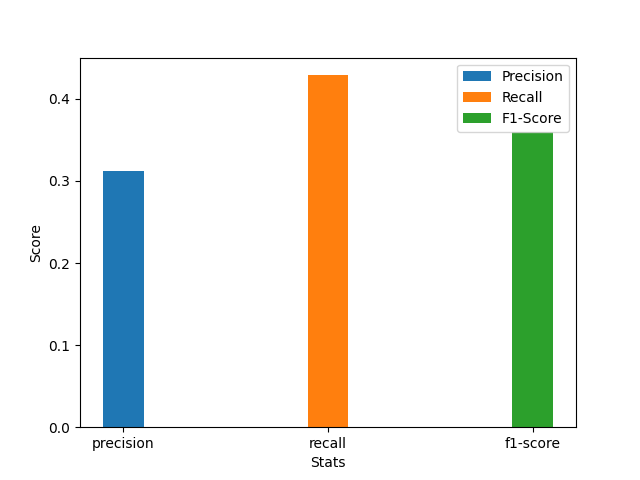 Precision
Recall
F1-Score
0.4
0.3
0.2
0.1
0.0
Score
precision
recall
f1-score
Stats